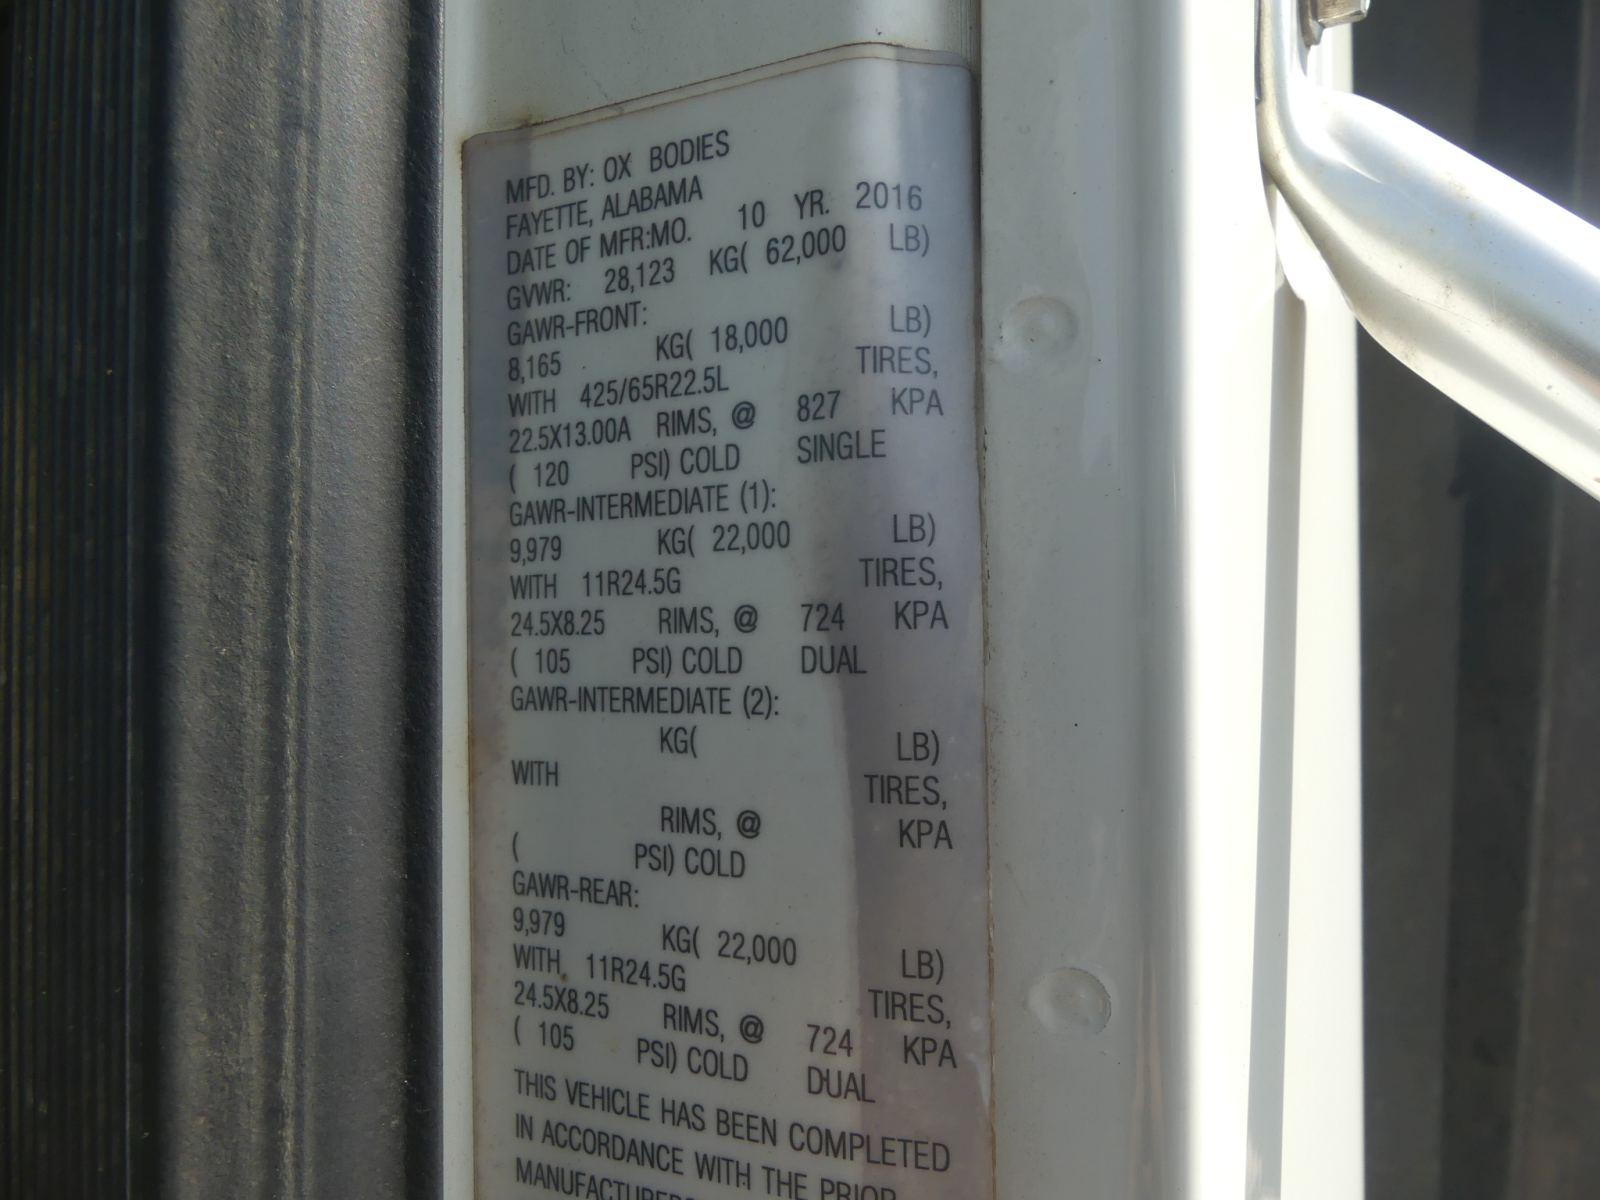 MFD. BY: OX BODIES
FAYETTE, ALABAMA
DATE OF MFR:MO. 10 YR. 2016
GVWR: 28,123 KG( 62,000 LB)
GAWR-FRONT:
8,165 KG( 18,000 LB)
WITH 425/65R22.5L TIRES,
22.5X13.00A RIMS, @ 827 KPA
( 120 PSI) COLD SINGLE
GAWR-INTERMEDIATE (1):
9,979 KG( 22,000 LB)
WITH 11R24.5G TIRES,
24.5X8.25 RIMS, @ 724 KPA
( 105 PSI) COLD DUAL
GAWR-INTERMEDIATE (2):
KG( LB)
WITH TIRES,
RIMS, @ KPA
( PSI) COLD
GAWR-REAR:
9,979 KG( 22,000 LB)
WITH 11R24.5G TIRES,
24.5X8.25 RIMS, @ 724 KPA
( 105 PSI) COLD DUAL
THIS VEHICLE HAS BEEN COMPLETED
IN ACCORDANCE WITH THE PRIOR